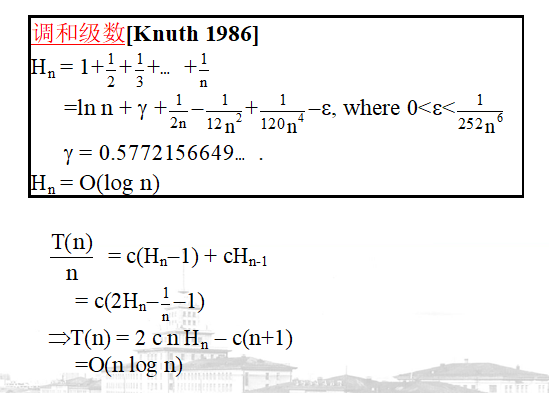 调和级数[Knuth 1986]
Hₙ = 1+1/2+1/3+… +1/n
=ln n + γ +1/2n−1/12n²+1/120n⁴−ε, where 0<ε<1/252n⁶
γ = 0.5772156649… .
Hₙ = O(log n)
T(n)/n = c(Hₙ−1) + cHₙ₋₁
= c(2Hₙ−1/n−1)
⇒T(n) = 2 c n Hₙ – c(n+1)
=O(n log n)